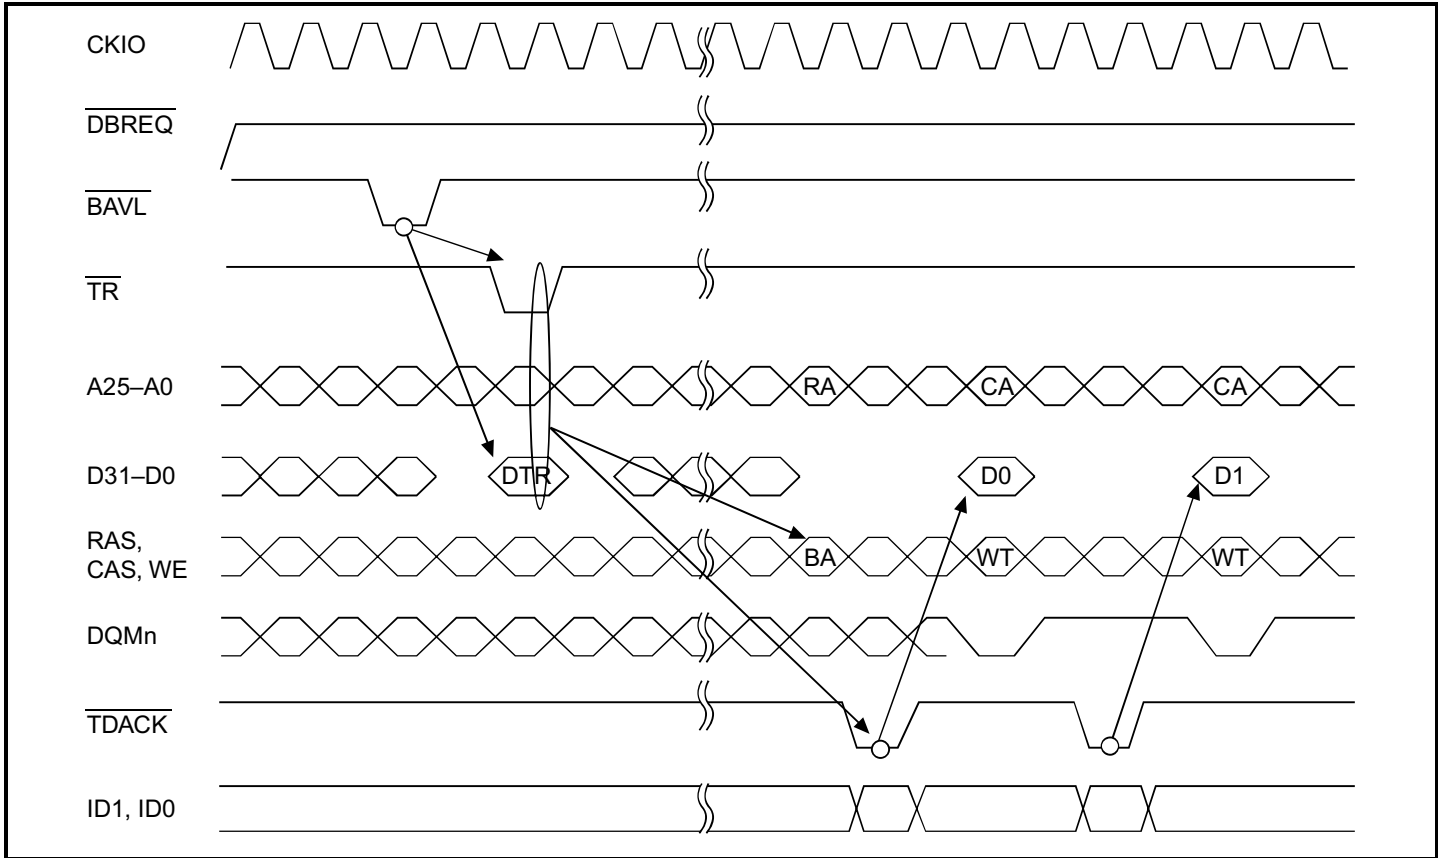 CKIO
DBREQ
BAVL
TR
A25–A0 RA CA CA
D31–D0 DTR D0 D1
RAS,
CAS, WE BA WT WT
DQMn
TDACK
ID1, ID0